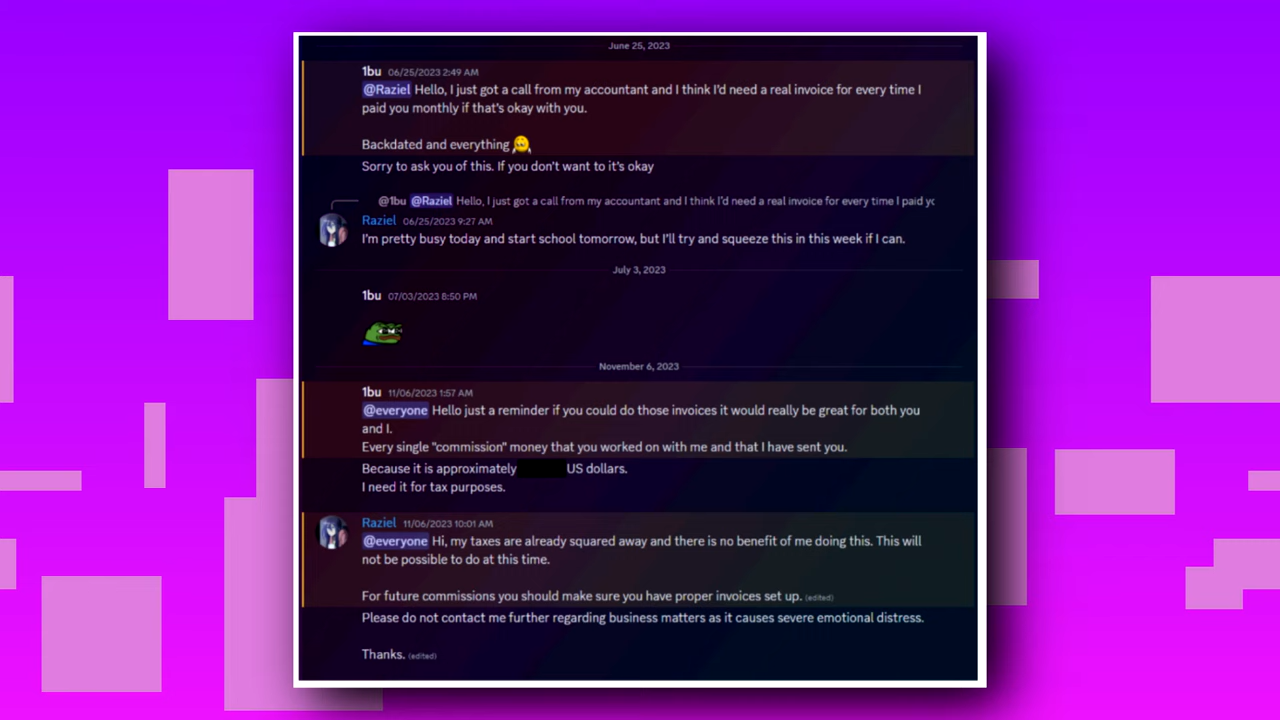 June 25, 2023
1bu 06/25/2023 2:49 AM
@Raziel Hello, I just got a call from my accountant and I think I'd need a real invoice for every time I
paid you monthly if that's okay with you.
Backdated and everything
Sorry to ask you of this. If you don't want to it's okay
@1bu @Raziel Hello, I just got a call from my accountant and I think I'd need a real invoice for every time I paid yo
Raziel 06/25/2023 9:27 AM
I'm pretty busy today and start school tomorrow, but I'll try and squeeze this in this week if I can.
July 3, 2023
1bu 07/03/2023 8:50 PM
November 6, 2023
1bu 11/06/2023 1:57 AM
@everyone Hello just a reminder if you could do those invoices it would really be great for both you
and I.
Every single "commission" money that you worked on with me and that I have sent you.
Because it is approximately US dollars.
I need it for tax purposes.
Raziel 11/06/2023 10:01 AM
@everyone Hi, my taxes are already squared away and there is no benefit of me doing this. This will
not be possible to do at this time.
For future commissions you should make sure you have proper invoices set up. (edited)
Please do not contact me further regarding business matters as it causes severe emotional distress.
Thanks. (edited)